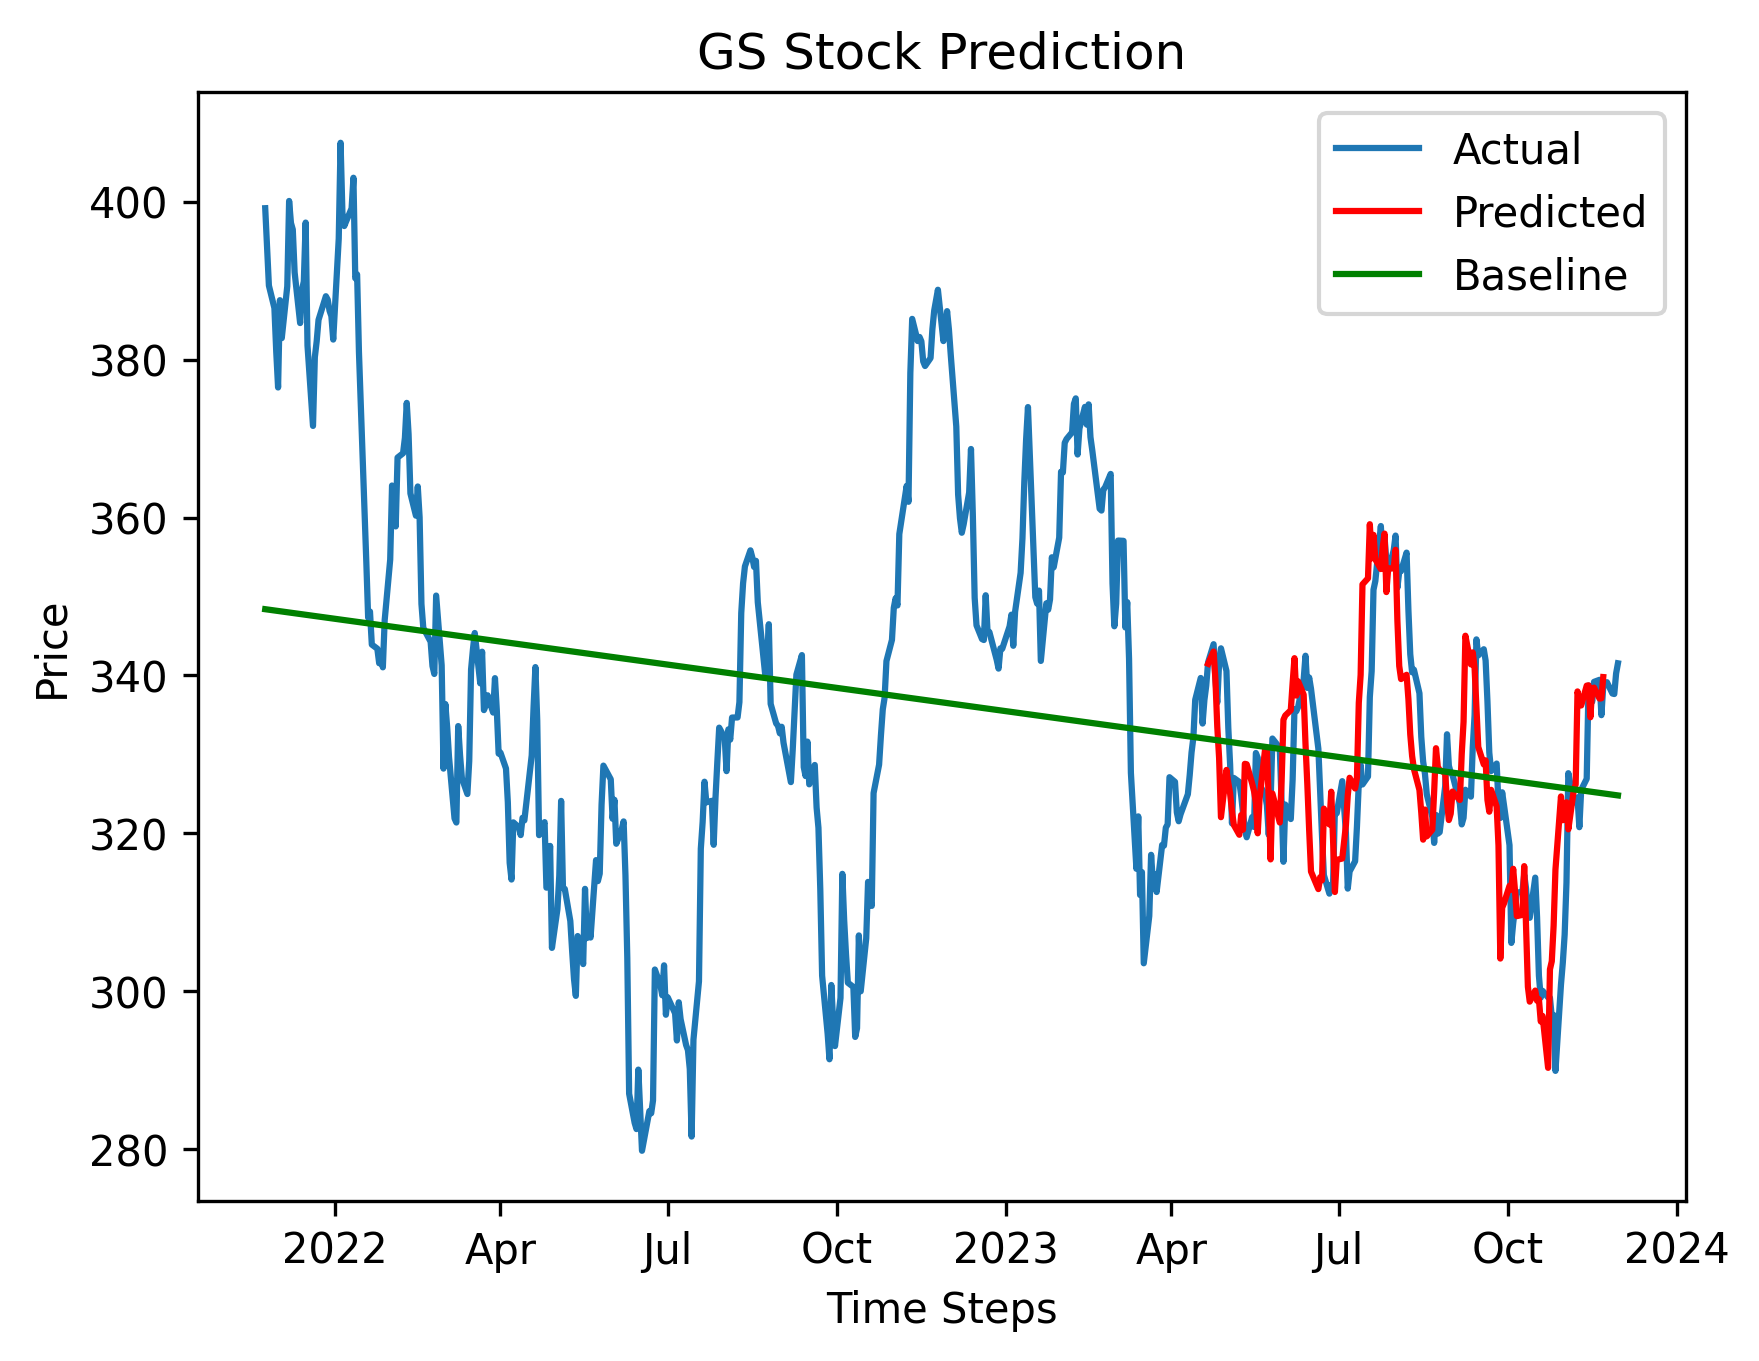 GS Stock Prediction
Actual
Predicted
Baseline
400
380
360
340
320
300
280
Price
2022 Apr Jul Oct 2023 Apr Jul Oct 2024
Time Steps